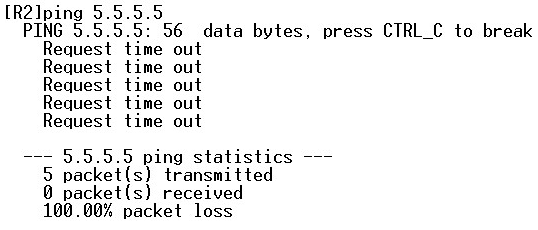 [R2]ping 5.5.5.5
PING 5.5.5.5: 56 data bytes, press CTRL_C to break
Request time out
Request time out
Request time out
Request time out
Request time out
--- 5.5.5.5 ping statistics ---
5 packet(s) transmitted
0 packet(s) received
100.00% packet loss